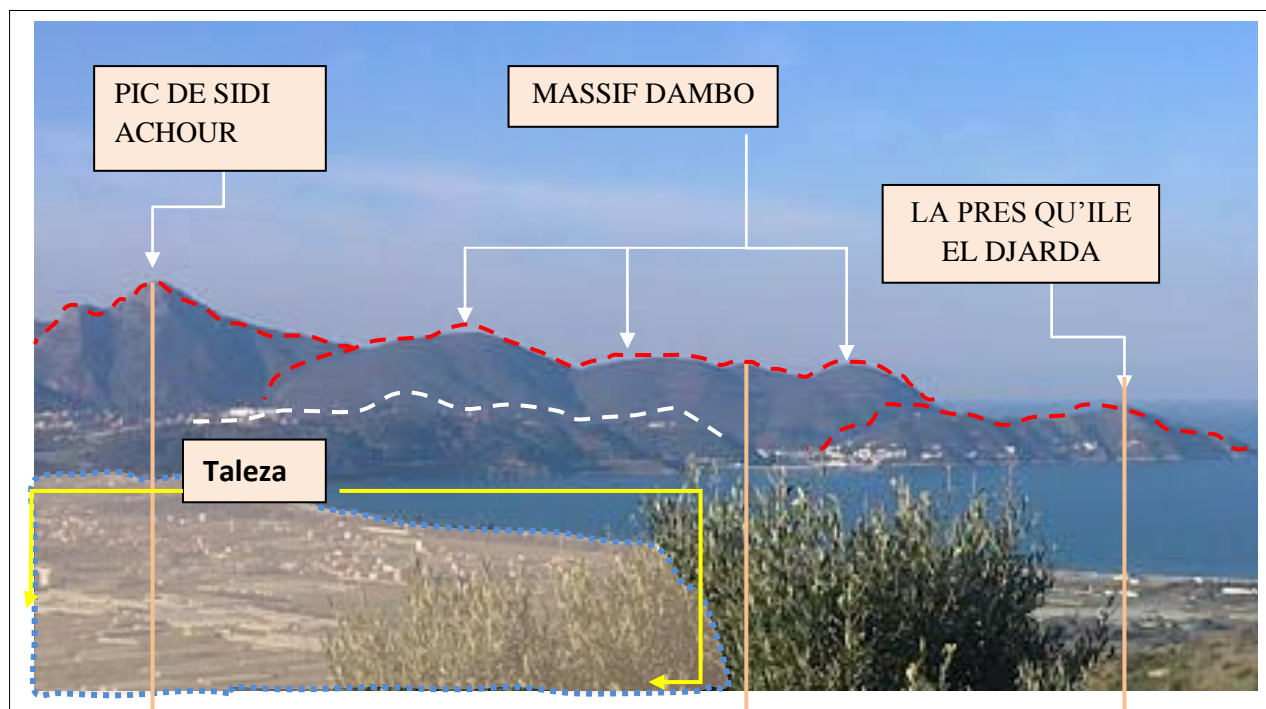 PIC DE SIDI
ACHOUR
MASSIF DAMBO
LA PRES QU’ILE
EL DJARDA
Taleza